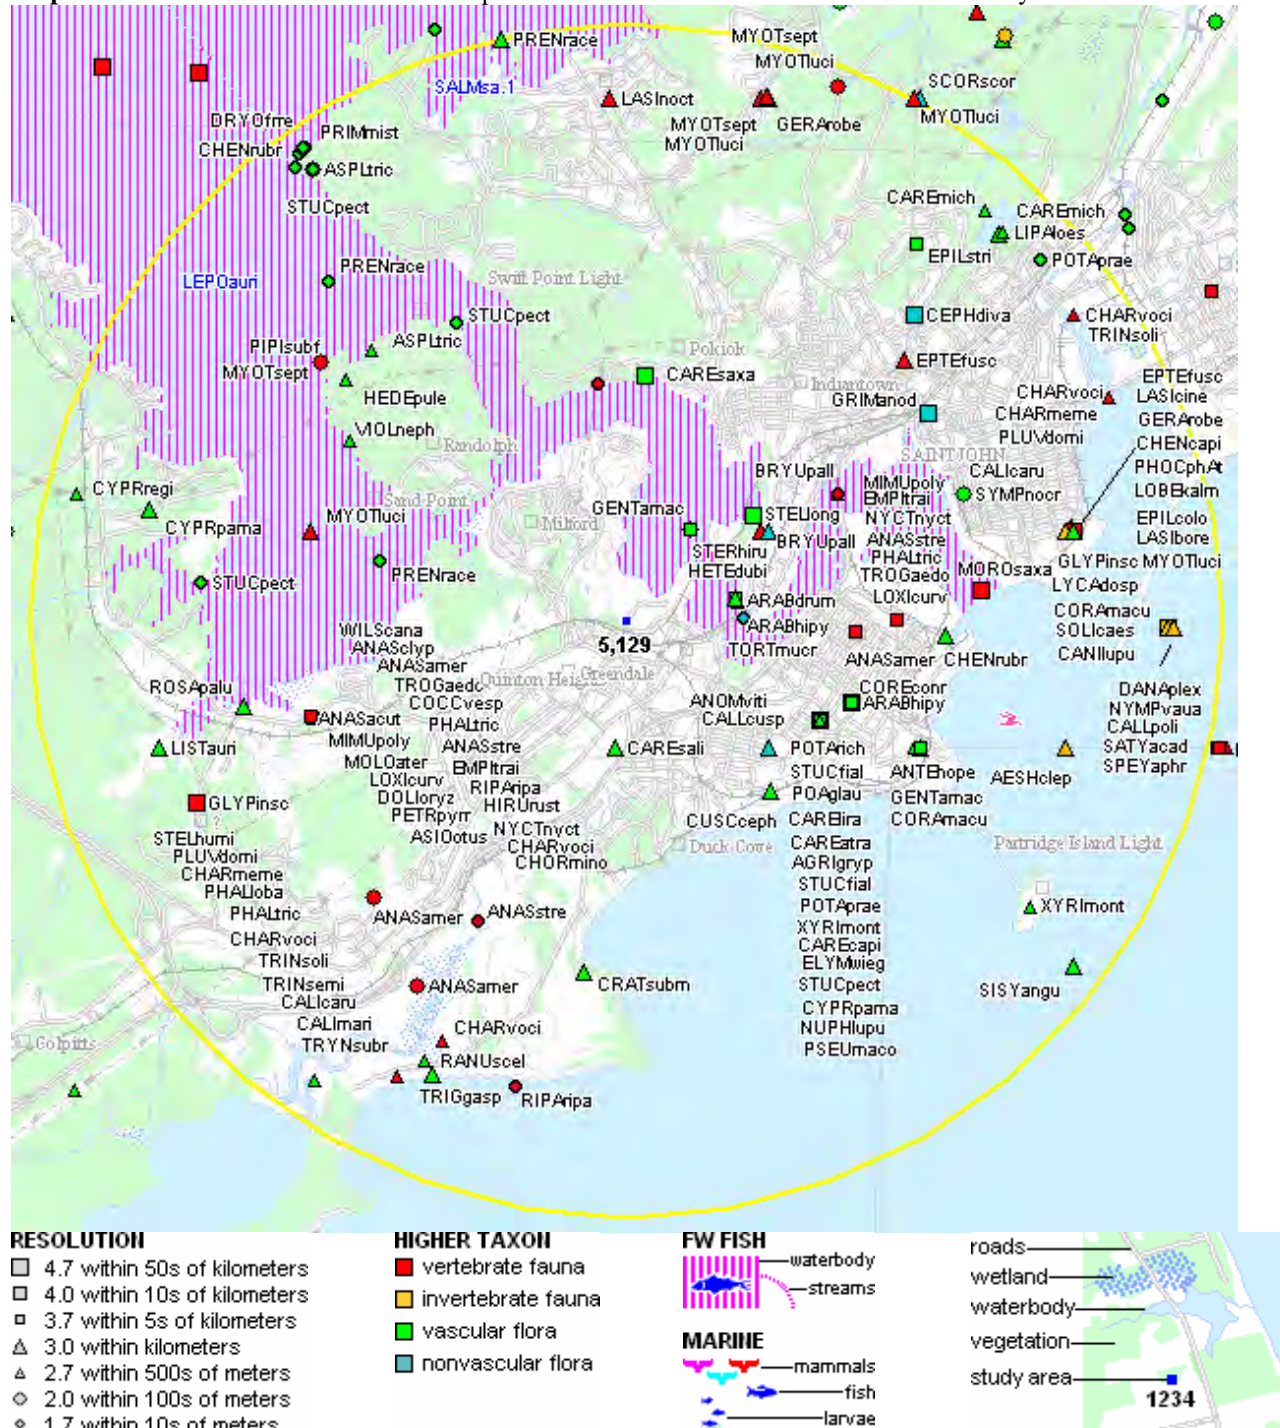 PRENrace
MYOTsept
MYOTluci
SALMsa.1
LASInoct
SCORscor
MYOTsept GERArobe
MYOTluci
MYOTluci
DRYOfrre
PRIMmist
CHENrubr
ASPLtric
STUCpect
CAREmich
CAREmich
LIPAloes
EPILstri
POTAprae
PRENrace
LEPOauri
Swift Point Light
STUCpect
CEPHdiva
CHARvoci
TRINsoli
ASPLtric
PIPIsubf
MYOTsept
Pokiok
EPTEfusc
CAREsaxa
Indiantown
GRIManod
HEDEpule
EPTEfusc
CHARvoci
LASIcine
CHARmeme
GERArobe
PLUVdomi
CHENcapi
VIOLneph
Randolph
SAINT JOHN
BRYUpall
CALIcaru
PHOCphAt
MIMUpoly
SYMPnocr
LOBEkalm
EMPItrai
CYPRregi
Sand Point
GENTamac
STELlong
NYCTnyct
EPILcolo
MYOTluci
Milford
CYPRpama
BRYUpall
ANASstre
LASIbore
STERhiru
PHALtric
GLYPinsc MYOTluci
HETEdubi
TROGaedo
MOROsaxa
PRENrace
STUCpect
LOXIcurv
LYCAdosp
ARABdrum
CORAmacu
ARABhipy
SOLIcaes
WILScana
5,129
TORTmucr
CANIlupu
ANASclyp
ANASamer
CHENrubr
ANASamer
Quinton Heights
Greendale
TROGaedo
COREconr
ROSApalu
COCCvesp
ANOMviti
ARABhipy
DANAplex
ANASacut
PHALtric
CALLcusp
NYMPvaua
MIMUpoly
CALLpoli
LISTauri
ANASstre
CAREsali
POTArich
SATYacad
MOLOater
EMPItrai
STUCfial
ANTEhope
AESHclep
SPEYaphr
LOXIcurv
RIPAripa
POAglau
GENTamac
GLYPinsc
DOLIoryz
HIRUrust
CUSCceph
CARElira
CORAmacu
PETRpyrr
NYCTnyct
STELhumi
ASIOotus
CHARvoci
CAREatra
Duck Cove
Partridge Island Light
PLUVdomi
CHORmino
AGRIgryp
CHARmeme
STUCfial
PHALloba
POTAprae
XYRImont
PHALtric
ANASamer
ANASstre
XYRImont
CHARvoci
CAREcapi
TRINsoli
ELYMwieg
TRINsemi
ANASamer
CRATsubm
STUCpect
SISYangu
CALIcaru
CYPRpama
CALImari
CHARvoci
NUPHlupu
TRYNsubr
PSEUmaco
Colpitts
RANUscel
TRIGgasp
RIPAripa
RESOLUTION
4.7 within 50s of kilometers
4.0 within 10s of kilometers
3.7 within 5s of kilometers
3.0 within kilometers
2.7 within 500s of meters
2.0 within 100s of meters
1.7 within 10s of meters
HIGHER TAXON
vertebrate fauna
invertebrate fauna
vascular flora
nonvascular flora
FW FISH
waterbody
streams
MARINE
mammals
fish
larvae
roads
wetland
waterbody
vegetation
study area
1234